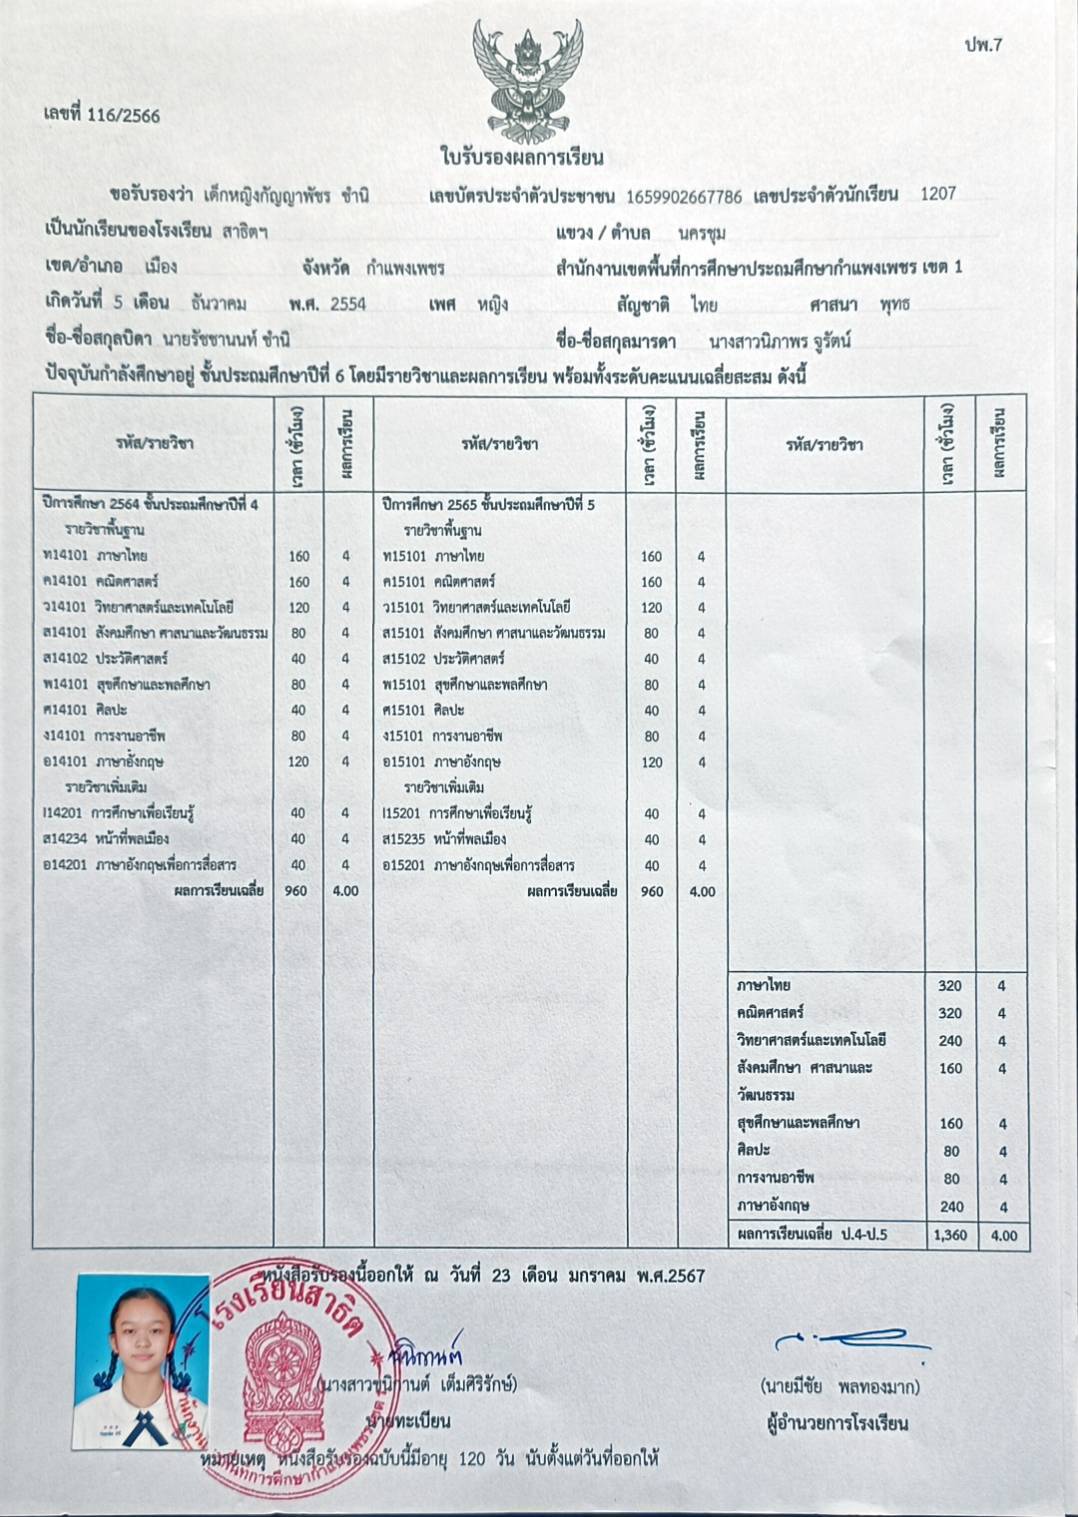 ปพ.7
เลขที่ 116/2566
ใบรับรองผลการเรียน
ขอรับรองว่า เด็กหญิงกัญญาพัชร ชำนิ เลขบัตรประจำตัวประชาชน 1659902667786 เลขประจำตัวนักเรียน 1207
เป็นนักเรียนของโรงเรียน สาธิตฯ แขวง / ตำบล นครชุม
เขต/อำเภอ เมือง จังหวัด กำแพงเพชร สำนักงานเขตพื้นที่การศึกษาประถมศึกษากำแพงเพชร เขต 1
เกิดวันที่ 5 เดือน ธันวาคม พ.ศ. 2554 เพศ หญิง สัญชาติ ไทย ศาสนา พุทธ
ชื่อ-ชื่อสกุลบิดา นายรัชชานนท์ ชำนิ ชื่อ-ชื่อสกุลมารดา นางสาวนิภาพร จูรัตน์
ปัจจุบันกำลังศึกษาอยู่ ชั้นประถมศึกษาปีที่ 6 โดยมีรายวิชาและผลการเรียน พร้อมทั้งระดับคะแนนเฉลี่ยสะสม ดังนี้
รหัส/รายวิชา เวลา (ชั่วโมง) ผลการเรียน รหัส/รายวิชา เวลา (ชั่วโมง) ผลการเรียน รหัส/รายวิชา เวลา (ชั่วโมง) ผลการเรียน
ปีการศึกษา 2564 ชั้นประถมศึกษาปีที่ 4 ปีการศึกษา 2565 ชั้นประถมศึกษาปีที่ 5
รายวิชาพื้นฐาน รายวิชาพื้นฐาน
ท14101 ภาษาไทย 160 4 ท15101 ภาษาไทย 160 4
ค14101 คณิตศาสตร์ 160 4 ค15101 คณิตศาสตร์ 160 4
ว14101 วิทยาศาสตร์และเทคโนโลยี 120 4 ว15101 วิทยาศาสตร์และเทคโนโลยี 120 4
ส14101 สังคมศึกษา ศาสนาและวัฒนธรรม 80 4 ส15101 สังคมศึกษา ศาสนาและวัฒนธรรม 80 4
ส14102 ประวัติศาสตร์ 40 4 ส15102 ประวัติศาสตร์ 40 4
พ14101 สุขศึกษาและพลศึกษา 80 4 พ15101 สุขศึกษาและพลศึกษา 80 4
ศ14101 ศิลปะ 40 4 ศ15101 ศิลปะ 40 4
ง14101 การงานอาชีพ 80 4 ง15101 การงานอาชีพ 80 4
อ14101 ภาษาอังกฤษ 120 4 อ15101 ภาษาอังกฤษ 120 4
รายวิชาเพิ่มเติม รายวิชาเพิ่มเติม
I14201 การศึกษาเพื่อเรียนรู้ 40 4 I15201 การศึกษาเพื่อเรียนรู้ 40 4
ส14234 หน้าที่พลเมือง 40 4 ส15235 หน้าที่พลเมือง 40 4
อ14201 ภาษาอังกฤษเพื่อการสื่อสาร 40 4 อ15201 ภาษาอังกฤษเพื่อการสื่อสาร 40 4
ผลการเรียนเฉลี่ย 960 4.00 ผลการเรียนเฉลี่ย 960 4.00
ภาษาไทย 320 4
คณิตศาสตร์ 320 4
วิทยาศาสตร์และเทคโนโลยี 240 4
สังคมศึกษา ศาสนาและ 160 4
วัฒนธรรม
สุขศึกษาและพลศึกษา 160 4
ศิลปะ 80 4
การงานอาชีพ 80 4
ภาษาอังกฤษ 240 4
ผลการเรียนเฉลี่ย ป.4-ป.5 1,360 4.00
หนังสือรับรองนี้ออกให้ ณ วันที่ 23 เดือน มกราคม พ.ศ.2567
โรงเรียนสาธิต
(นางสาวชนิกานต์ เต็มศิริรักษ์) (นายมีชัย พลทองมาก)
นายทะเบียน ผู้อำนวยการโรงเรียน
หมายเหตุ หนังสือรับรองฉบับนี้มีอายุ 120 วัน นับตั้งแต่วันที่ออกให้